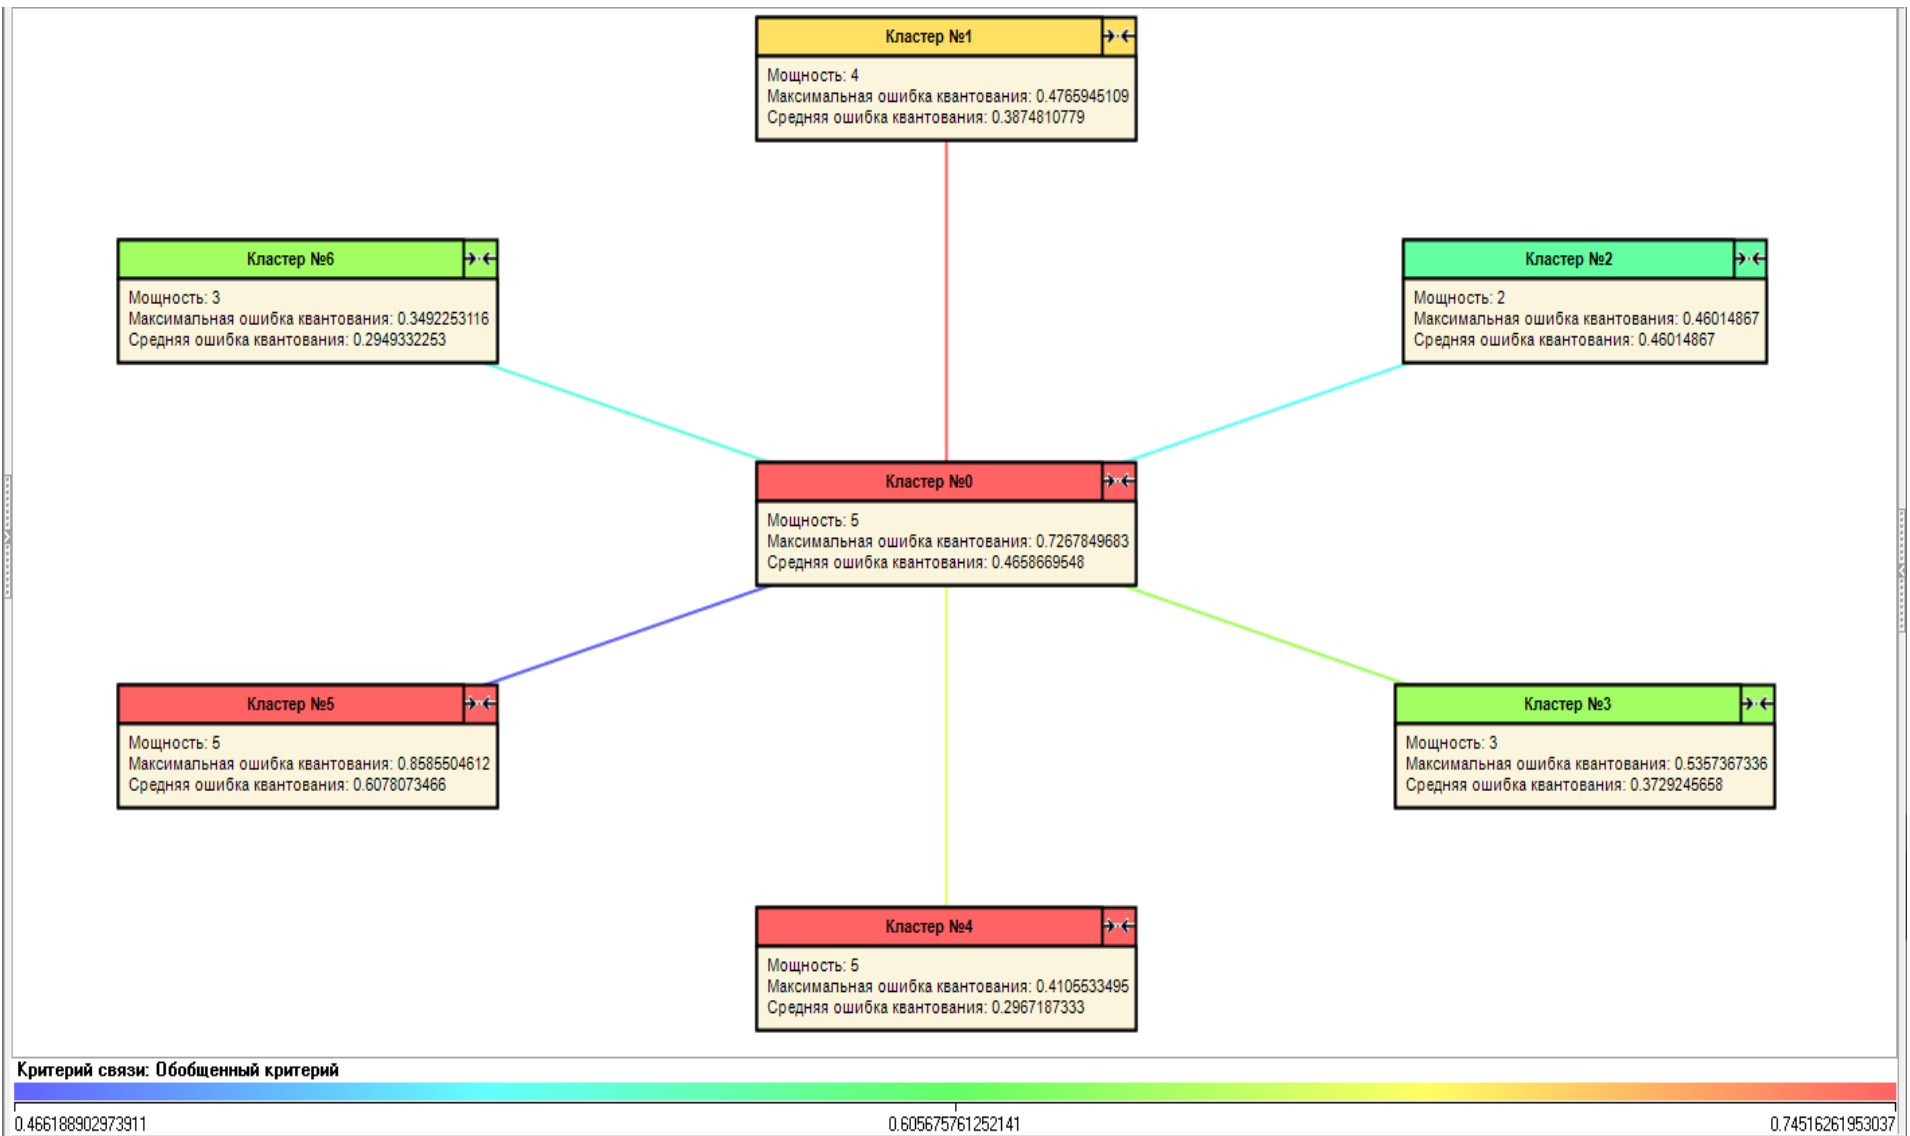 Кластер №1
Мощность: 4
Максимальная ошибка квантования: 0.4765945109
Средняя ошибка квантования: 0.3874810779
Кластер №6
Мощность: 3
Максимальная ошибка квантования: 0.3492253116
Средняя ошибка квантования: 0.2949332253
Кластер №2
Мощность: 2
Максимальная ошибка квантования: 0.46014867
Средняя ошибка квантования: 0.46014867
Кластер №0
Мощность: 5
Максимальная ошибка квантования: 0.7267849683
Средняя ошибка квантования: 0.4658669548
Кластер №5
Мощность: 5
Максимальная ошибка квантования: 0.8585504612
Средняя ошибка квантования: 0.6078073466
Кластер №3
Мощность: 3
Максимальная ошибка квантования: 0.5357367336
Средняя ошибка квантования: 0.3729245658
Кластер №4
Мощность: 5
Максимальная ошибка квантования: 0.4105533495
Средняя ошибка квантования: 0.2967187333
Критерий связи: Обобщенный критерий
0.466188902973911 0.605675761252141 0.74516261953037